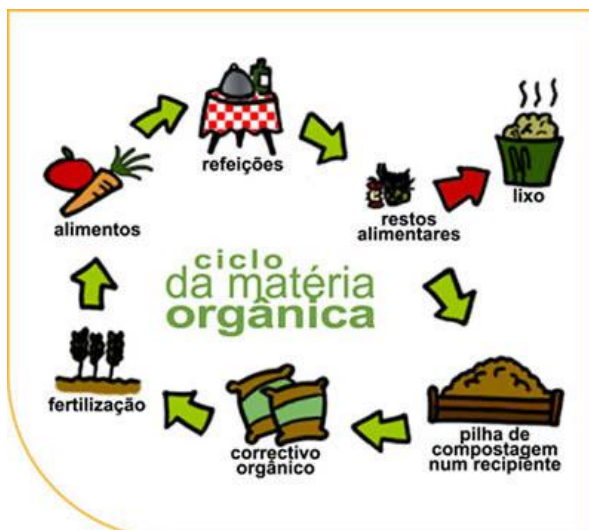 refeições
lixo
restos
alimentares
alimentos
ciclo
da matéria
orgânica
fertilização
correctivo
orgânico
pilha de
compostagem
num recipiente